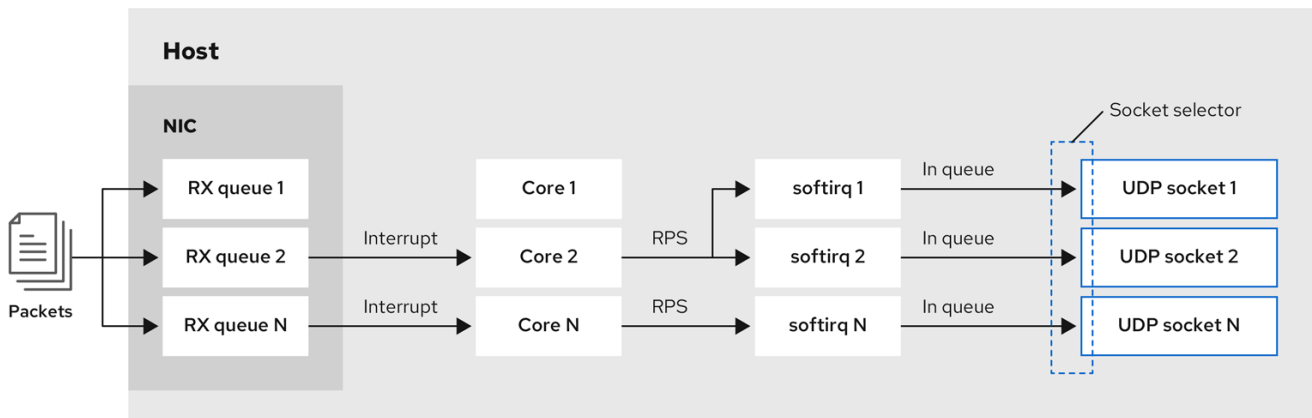 Host
NIC
Socket selector
RX queue 1
Core 1
softirq 1
In queue
UDP socket 1
RX queue 2
Interrupt
Core 2
RPS
softirq 2
In queue
UDP socket 2
Packets
RX queue N
Interrupt
Core N
RPS
softirq N
In queue
UDP socket N